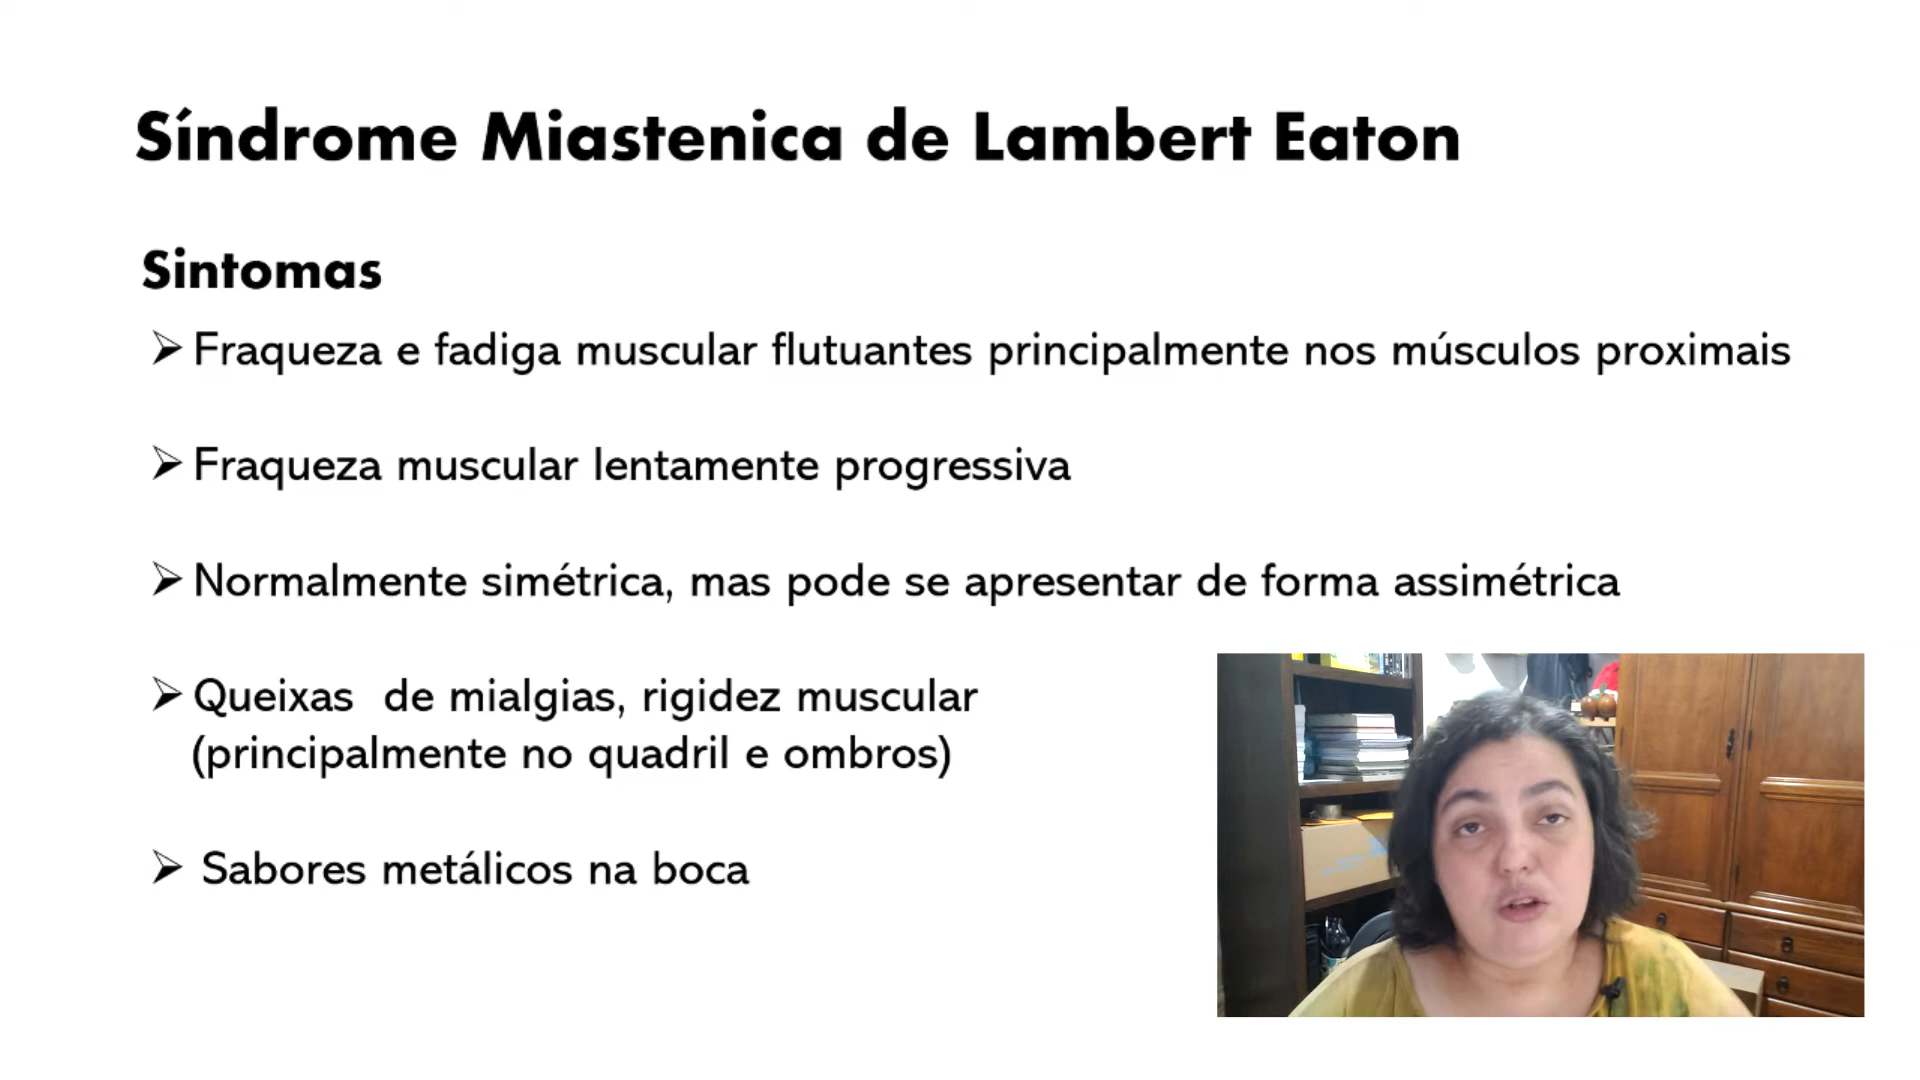 Síndrome Miastenica de Lambert Eaton
Sintomas
➢ Fraqueza e fadiga muscular flutuantes principalmente nos músculos proximais
➢ Fraqueza muscular lentamente progressiva
➢ Normalmente simétrica, mas pode se apresentar de forma assimétrica
➢ Queixas  de mialgias, rigidez muscular
(principalmente no quadril e ombros)
➢ Sabores metálicos na boca